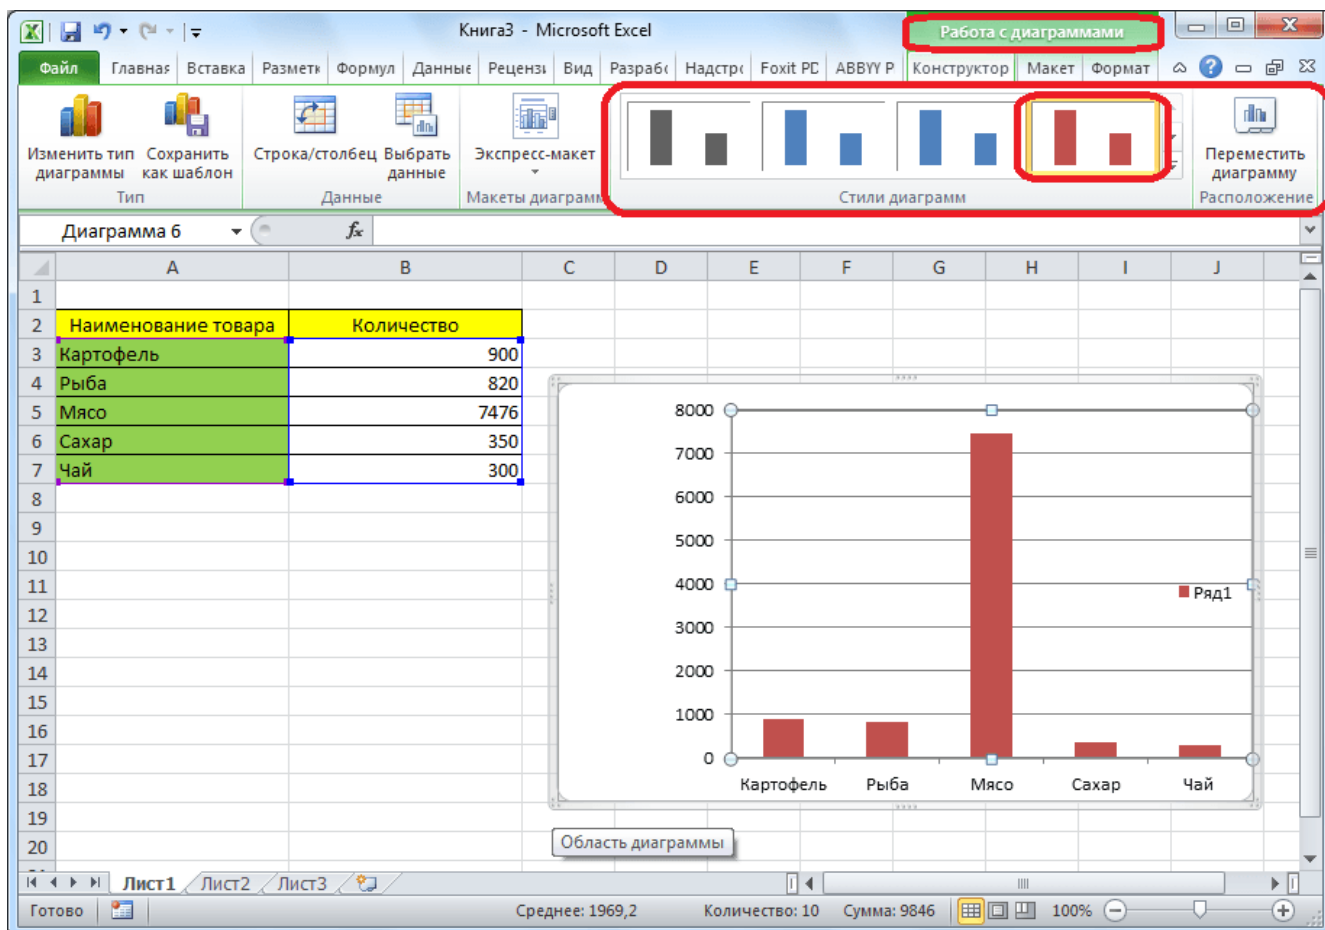 Книга3 - Microsoft Excel
Работа с диаграммами
Файл Главная Вставка Разметк Формул Данные Рецензи Вид Разрабо Надстро Foxit PD ABBYY P Конструктор Макет Формат
Изменить тип диаграммы
Сохранить как шаблон
Строка/столбец
Выбрать данные
Экспресс-макет
Переместить диаграмму
Тип Данные Макеты диаграмм Стили диаграмм Расположение
Диаграмма 6 fx
A B C D E F G H I J
1
2 Наименование товара Количество
3 Картофель 900
4 Рыба 820
5 Мясо 7476
6 Сахар 350
7 Чай 300
8
9
10
11
12
13
14
15
16
17
18
19
20
8000
7000
6000
5000
4000
3000
2000
1000
0
Ряд1
Картофель Рыба Мясо Сахар Чай
Область диаграммы
Лист1 Лист2 Лист3
Готово Среднее: 1969,2 Количество: 10 Сумма: 9846 100%